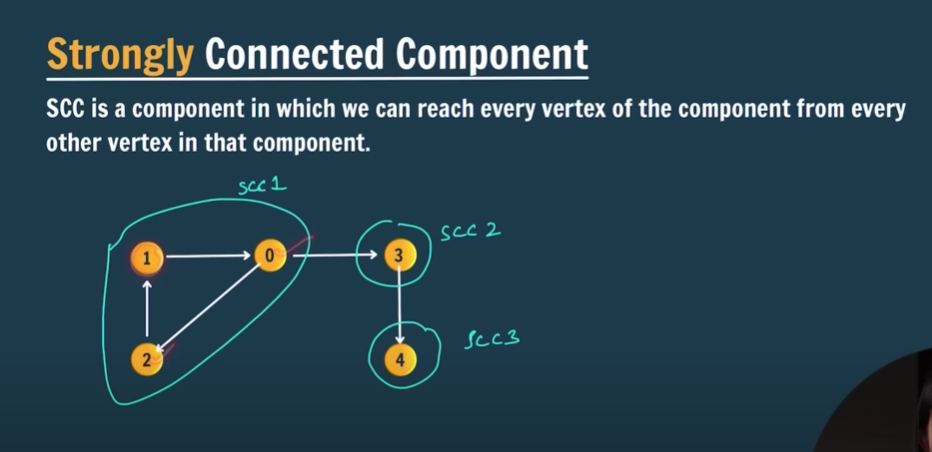 Strongly Connected Component
SCC is a component in which we can reach every vertex of the component from every
other vertex in that component.
SCC 1
SCC 2
1
0
3
2
4
SCC3